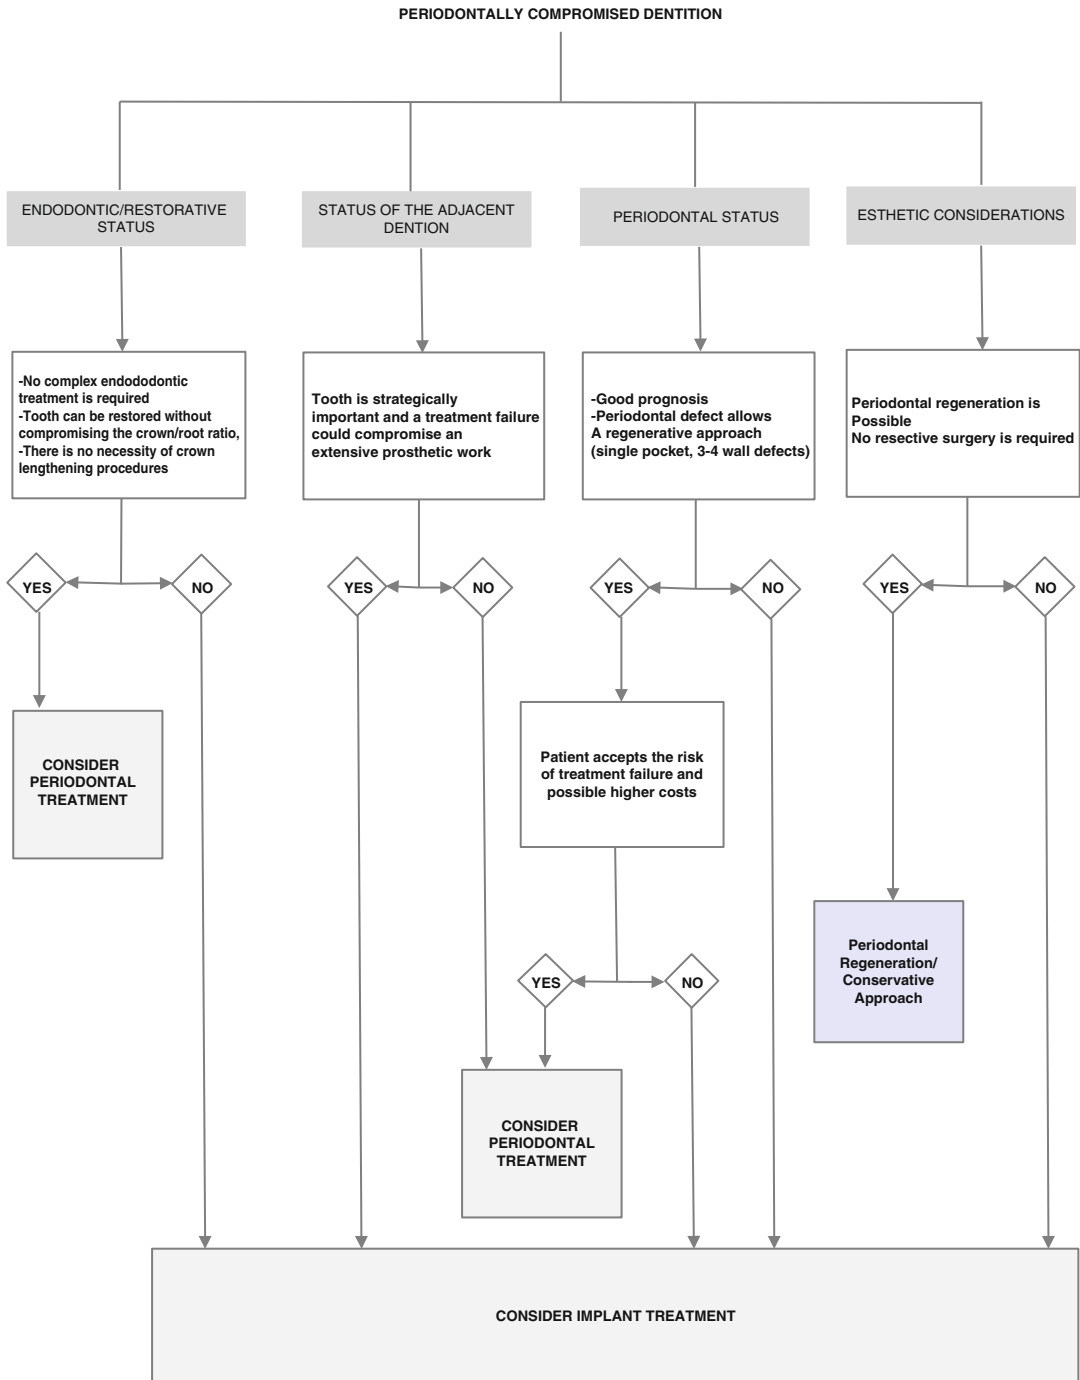 PERIODONTALLY COMPROMISED DENTITION
ENDODONTIC/RESTORATIVE
STATUS
STATUS OF THE ADJACENT
DENTION
PERIODONTAL STATUS
ESTHETIC CONSIDERATIONS
-No complex endododontic
treatment is required
-Tooth can be restored without
compromising the crown/root ratio,
-There is no necessity of crown
lengthening procedures
Tooth is strategically
important and a treatment failure
could compromise an
extensive prosthetic work
-Good prognosis
-Periodontal defect allows
A regenerative approach
(single pocket, 3-4 wall defects)
Periodontal regeneration is
Possible
No resective surgery is required
YES
NO
YES
NO
YES
NO
YES
NO
CONSIDER
PERIODONTAL
TREATMENT
Patient accepts the risk
of treatment failure and
possible higher costs
Periodontal
Regeneration/
Conservative
Approach
YES
NO
CONSIDER
PERIODONTAL
TREATMENT
CONSIDER IMPLANT TREATMENT